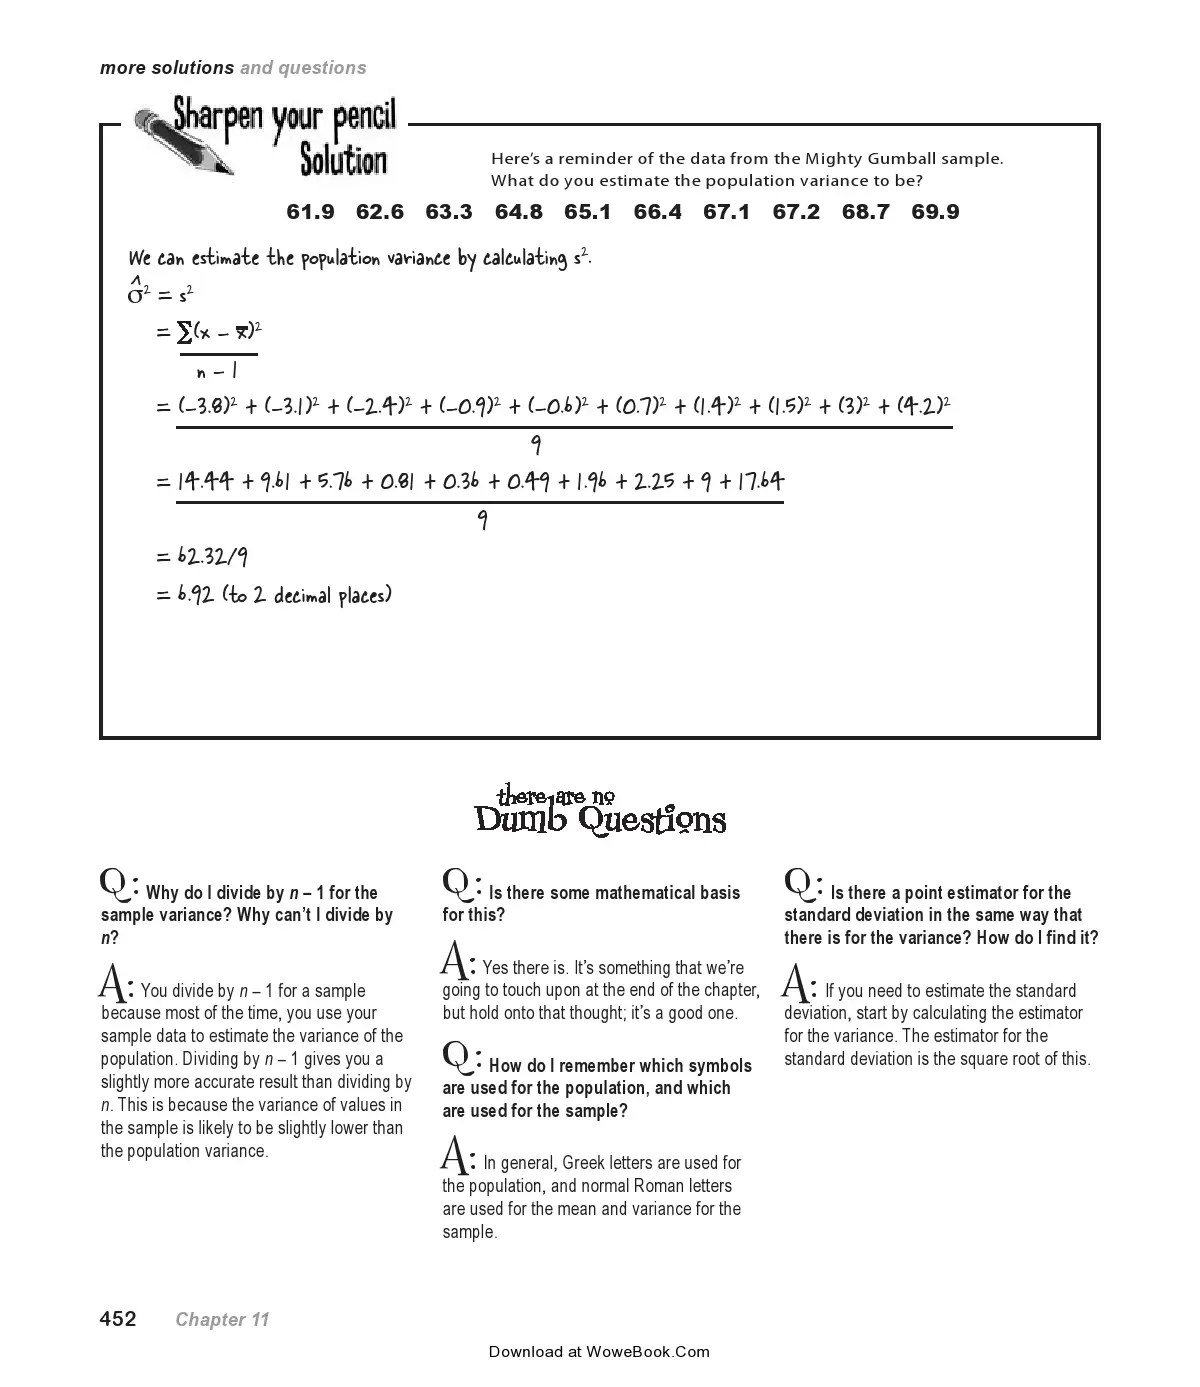 more solutions and questions
Sharpen your pencil
Solution
Here's a reminder of the data from the Mighty Gumball sample.
What do you estimate the population variance to be?
61.9 62.6 63.3 64.8 65.1 66.4 67.1 67.2 68.7 69.9
We can estimate the population variance by calculating s².
σ̂² = s²
= ∑(x – x̄)²
n – 1
= (–3.8)² + (–3.1)² + (–2.4)² + (–0.9)² + (–0.6)² + (0.7)² + (1.4)² + (1.5)² + (3)² + (4.2)²
9
= 14.44 + 9.61 + 5.76 + 0.81 + 0.36 + 0.49 + 1.96 + 2.25 + 9 + 17.64
9
= 62.32/9
= 6.92 (to 2 decimal places)
there are no
Dumb Questions
Q: Why do I divide by n – 1 for the
sample variance? Why can't I divide by
n?
A: You divide by n – 1 for a sample
because most of the time, you use your
sample data to estimate the variance of the
population. Dividing by n – 1 gives you a
slightly more accurate result than dividing by
n. This is because the variance of values in
the sample is likely to be slightly lower than
the population variance.
Q: Is there some mathematical basis
for this?
A: Yes there is. It's something that we're
going to touch upon at the end of the chapter,
but hold onto that thought; it's a good one.
Q: How do I remember which symbols
are used for the population, and which
are used for the sample?
A: In general, Greek letters are used for
the population, and normal Roman letters
are used for the mean and variance for the
sample.
Q: Is there a point estimator for the
standard deviation in the same way that
there is for the variance? How do I find it?
A: If you need to estimate the standard
deviation, start by calculating the estimator
for the variance. The estimator for the
standard deviation is the square root of this.
452 Chapter 11
Download at WoweBook.Com